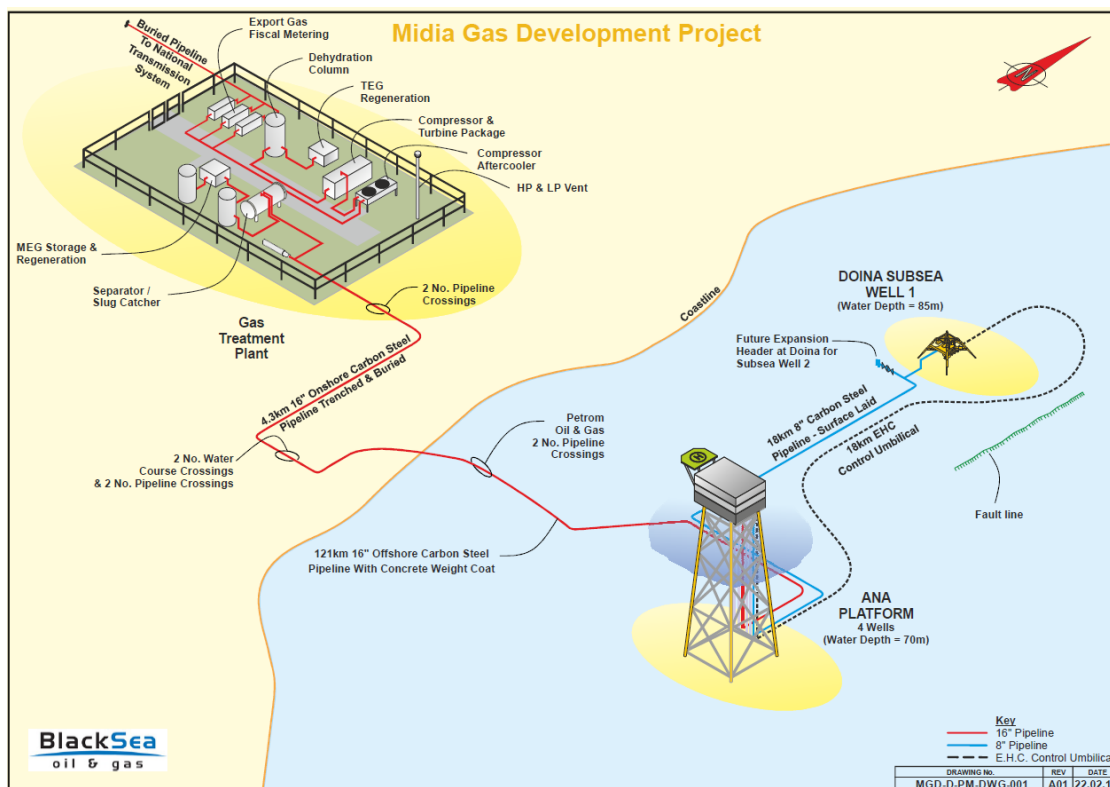 Midia Gas Development Project
Buried Pipeline
To National
Transmission
System
Export Gas
Fiscal Metering
Dehydration
Column
TEG
Regeneration
Compressor &
Turbine Package
Compressor
Aftercooler
HP & LP Vent
N
MEG Storage &
Regeneration
Separator /
Slug Catcher
Gas
Treatment
Plant
2 No. Pipeline
Crossings
Coastline
DOINA SUBSEA
WELL 1
(Water Depth = 85m)
Future Expansion
Header at Doina for
Subsea Well 2
4.3km 16" Onshore Carbon Steel
Pipeline Trenched & Buried
18km 8" Carbon Steel
Pipeline - Surface Laid
18km EHC
Control Umbilical
2 No. Water
Course Crossings
& 2 No. Pipeline Crossings
Petrom
Oil & Gas
2 No. Pipeline
Crossings
H
Fault line
121km 16" Offshore Carbon Steel
Pipeline With Concrete Weight Coat
ANA
PLATFORM
4 Wells
(Water Depth = 70m)
BlackSea
oil & gas
Key
16" Pipeline
8" Pipeline
E.H.C. Control Umbilica
DRAWING No. REV DATE
MGD-D-PM-DWG-001 A01 22.02.1